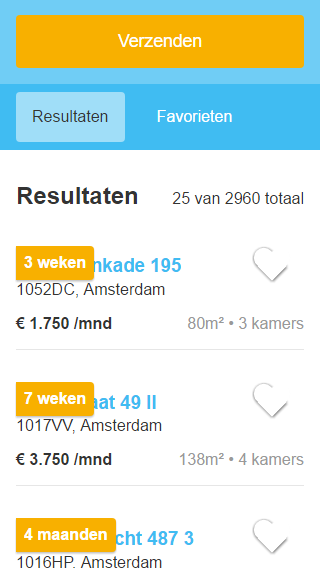 Verzenden
Resultaten Favorieten
Resultaten 25 van 2960 totaal
3 weken nkade 195
1052DC, Amsterdam
€ 1.750 /mnd 80m² • 3 kamers
7 weken aat 49 II
1017VV, Amsterdam
€ 3.750 /mnd 138m² • 4 kamers
4 maanden cht 487 3
1016HP, Amsterdam